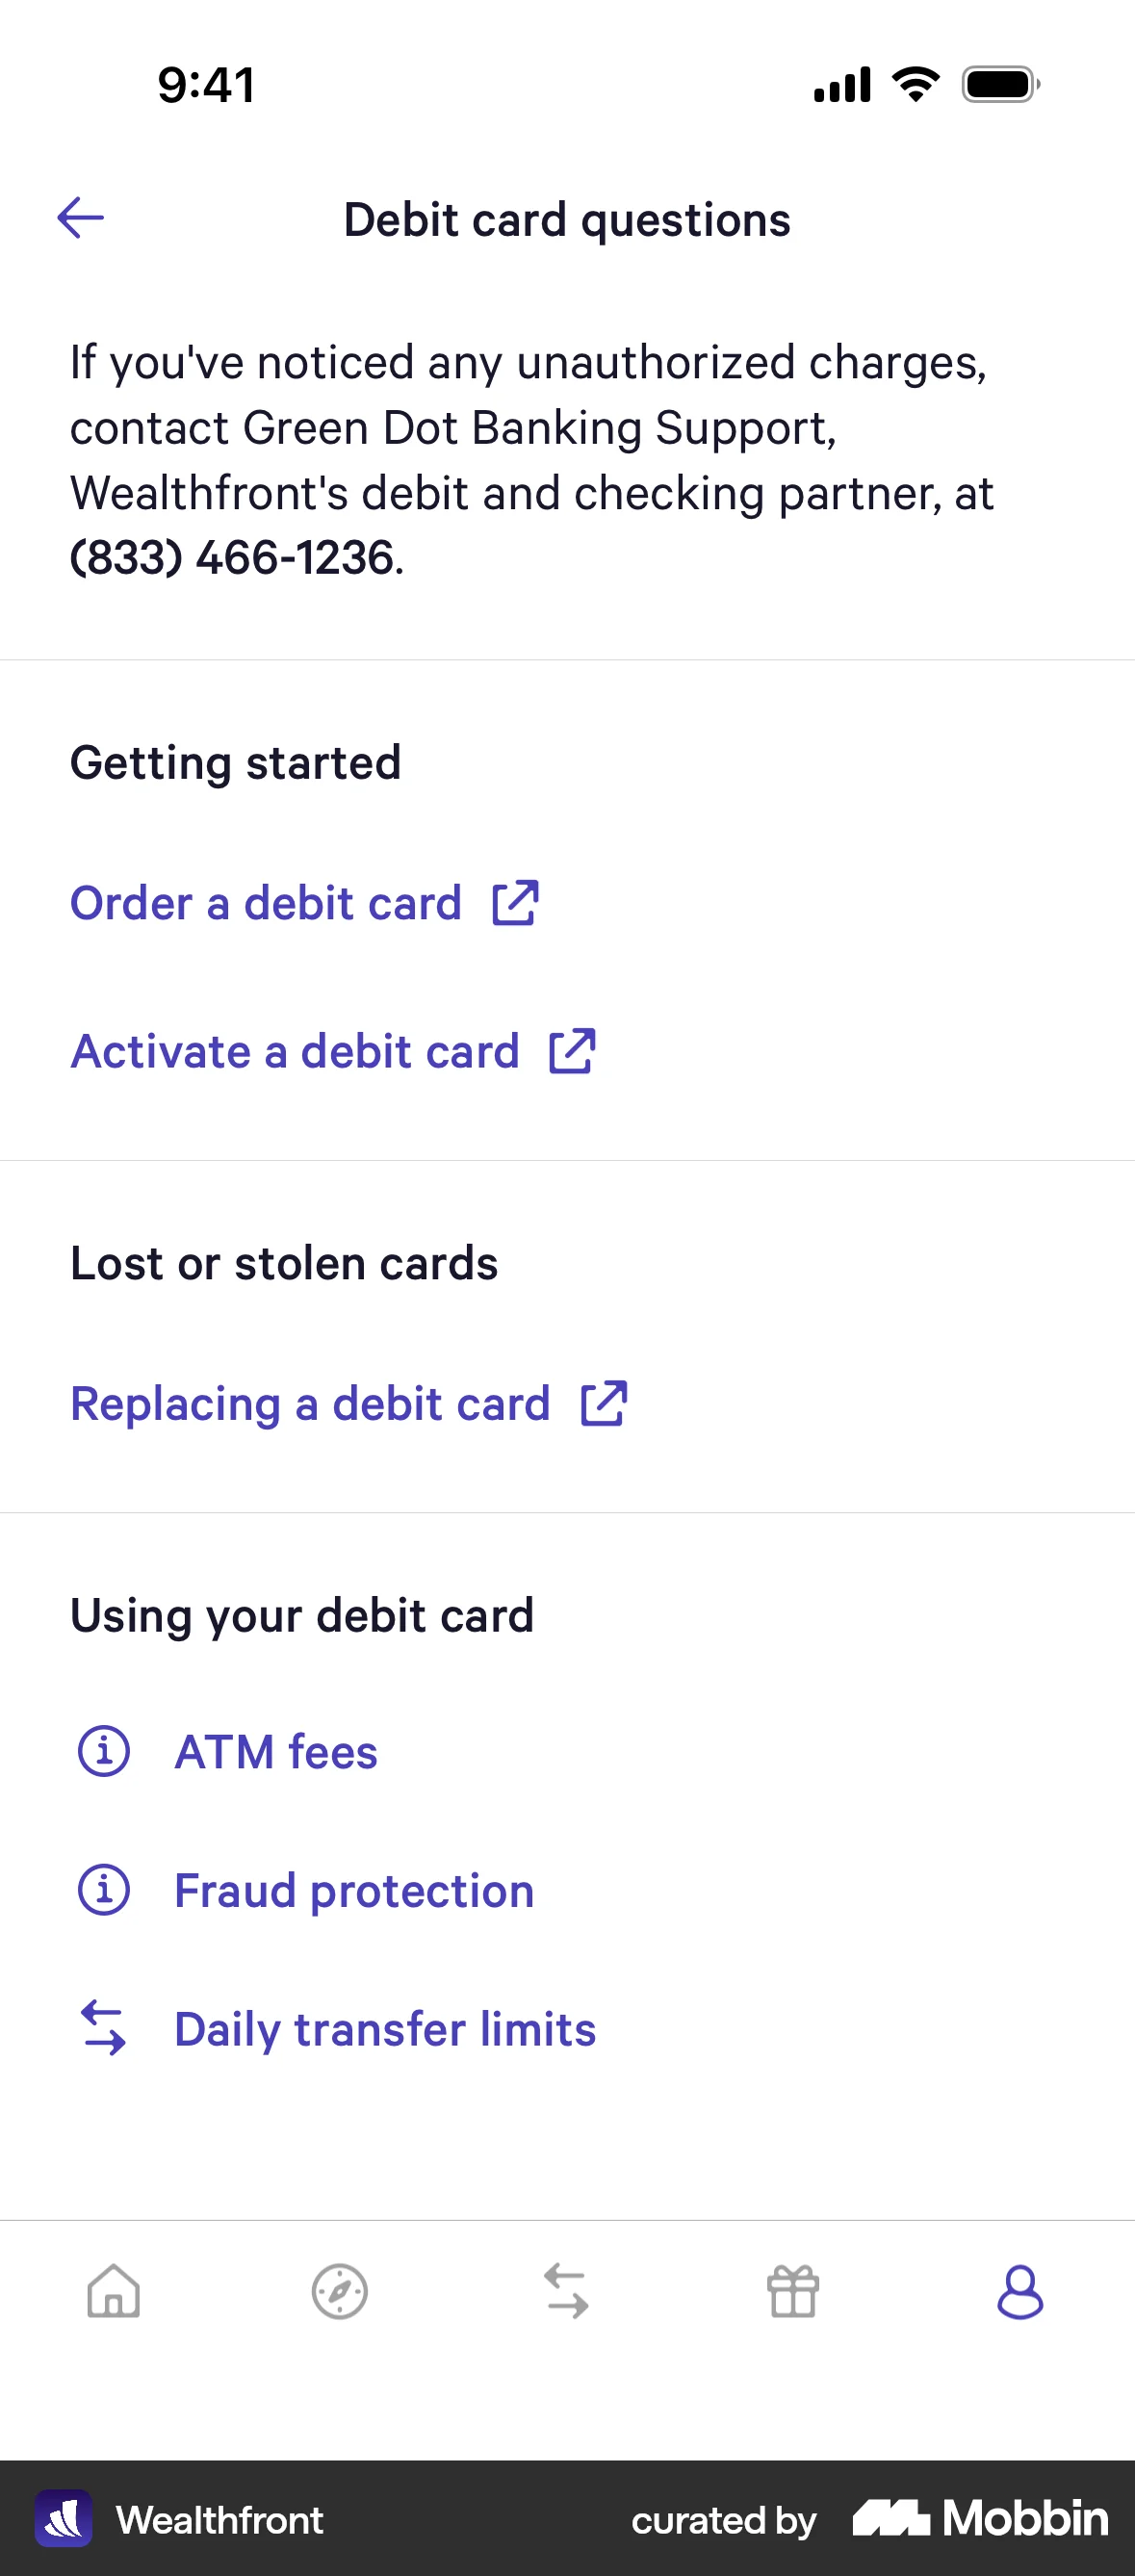 9:41
Debit card questions
If you've noticed any unauthorized charges,
contact Green Dot Banking Support,
Wealthfront's debit and checking partner, at
(833) 466-1236.
Getting started
Order a debit card
Activate a debit card
Lost or stolen cards
Replacing a debit card
Using your debit card
ATM fees
Fraud protection
Daily transfer limits
Wealthfront
curated by Mobbin